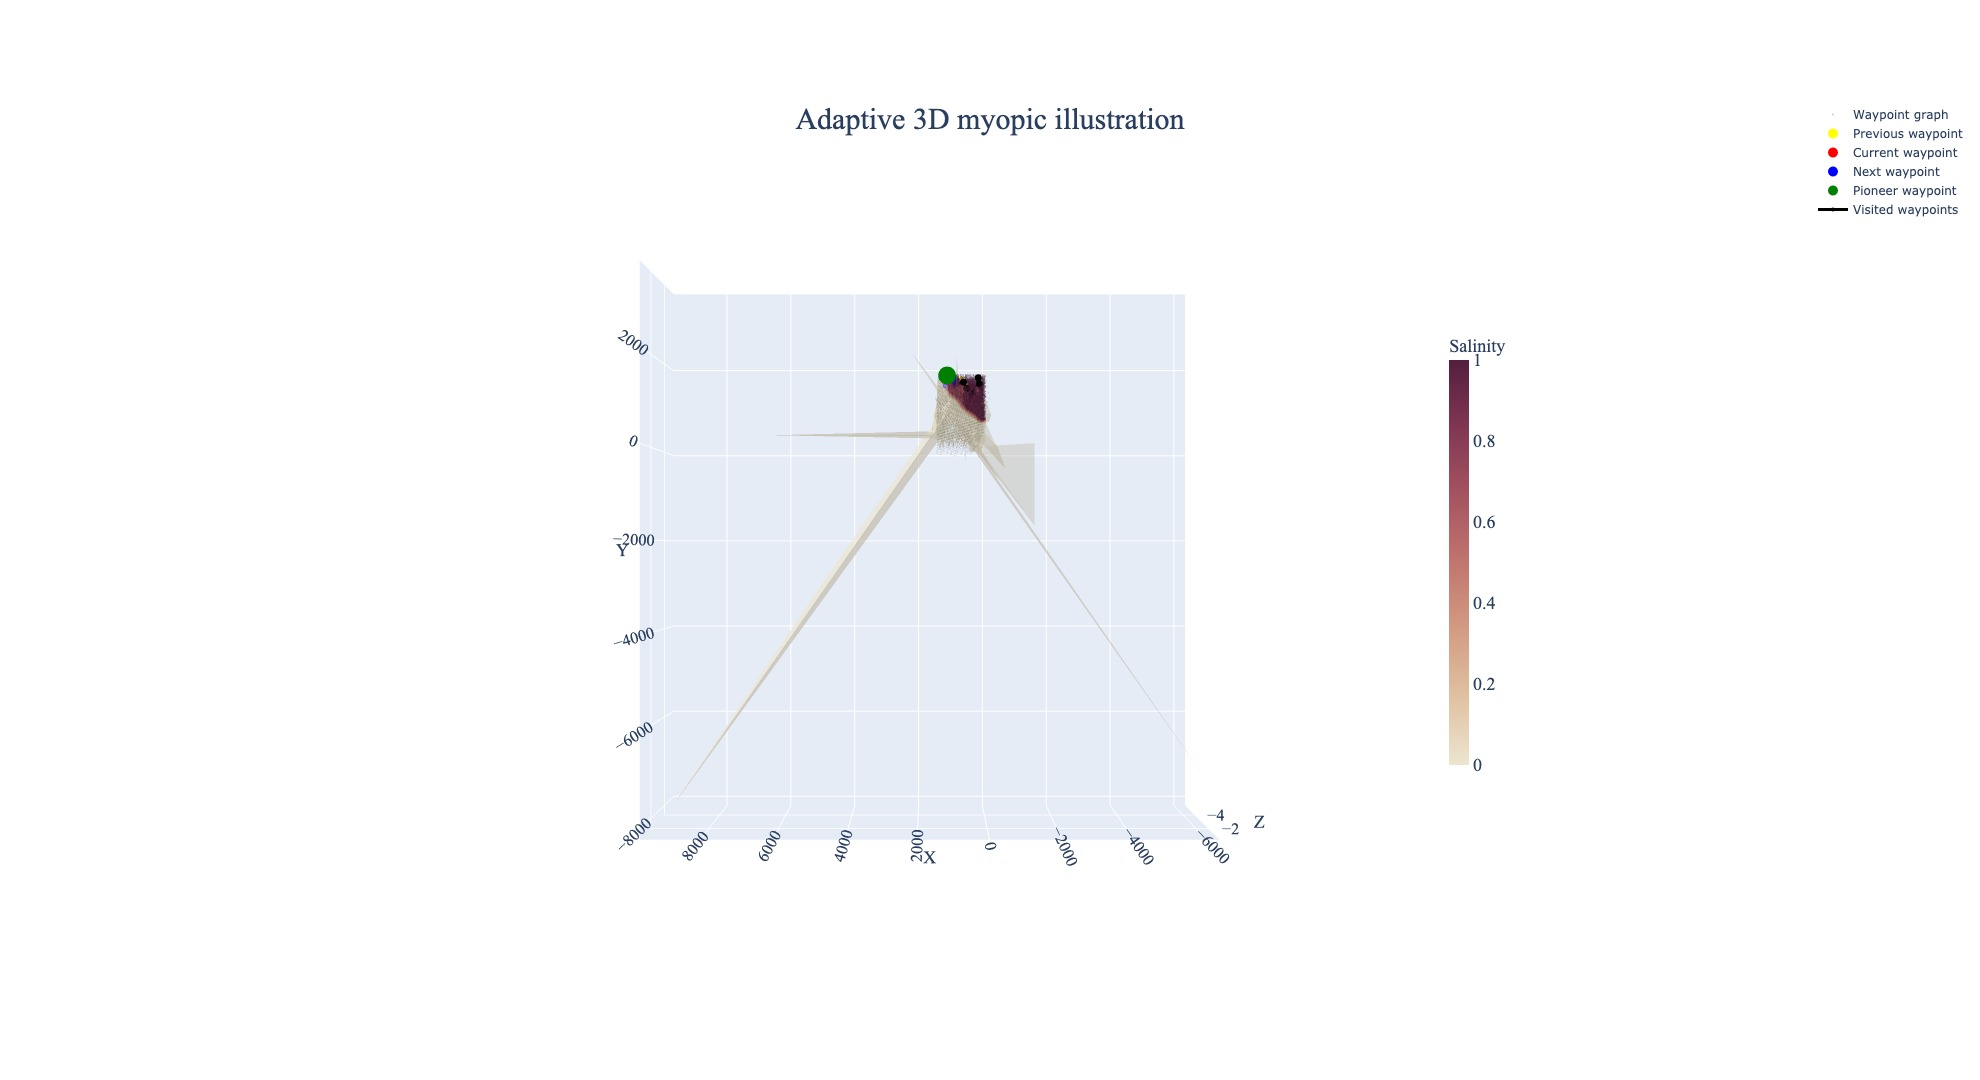 Adaptive 3D myopic illustration
Waypoint graph
Previous waypoint
Current waypoint
Next waypoint
Pioneer waypoint
Visited waypoints
Salinity
1
0.8
0.6
0.4
0.2
0
2000
0
−2000
Y
−4000
−6000
−8000
8000
6000
4000
2000
X
0
−2000
−4000
−6000
−4
−2
Z